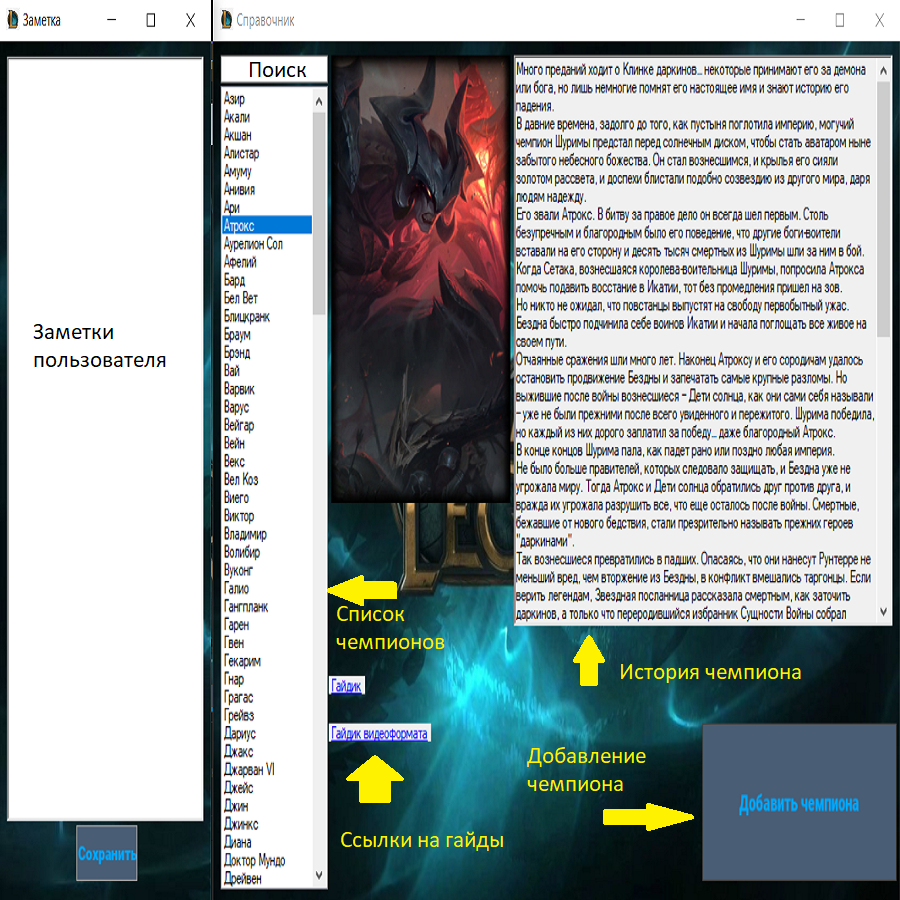 Заметка
Заметки
пользователя
Сохранить
Справочник
Поиск
Азир
Акали
Акшан
Алистар
Амуму
Анивия
Ари
Атрокс
Аурелион Сол
Афелий
Бард
Бел Вет
Блицкранк
Браум
Брэнд
Вай
Варвик
Варус
Вейгар
Вейн
Векс
Вел Коз
Виего
Виктор
Владимир
Волибир
Вуконг
Галио
Гангпланк
Гарен
Гвен
Гекарим
Гнар
Грагас
Грейвз
Дариус
Джакс
Джарван VI
Джейс
Джин
Джинкс
Диана
Доктор Мундо
Дрейвен
Много преданий ходит о Клинке даркинов... некоторые принимают его за демона
или бога, но лишь немногие помнят его настоящее имя и знают историю его
падения.
В давние времена, задолго до того, как пустыня поглотила империю, могучий
чемпион Шуримы предстал перед солнечным диском, чтобы стать аватаром ныне
забытого небесного божества. Он стал вознесшимся, и крылья его сияли
золотом рассвета, и доспехи блистали подобно созвездию из другого мира, даря
людям надежду.
Его звали Атрокс. В битву за правое дело он всегда шел первым. Столь
безупречным и благородным было его поведение, что другие боги-воители
вставали на его сторону и десять тысяч смертных из Шуримы шли за ним в бой.
Когда Сетака, вознесшаяся королева-воительница Шуримы, попросила Атрокса
помочь подавить восстание в Икатии, тот без промедления пришел на зов.
Но никто не ожидал, что повстанцы выпустят на свободу первобытный ужас.
Бездна быстро подчинила себе воинов Икатии и начала поглощать все живое на
своем пути.
Отчаянные сражения шли много лет. Наконец Атроксу и его сородичам удалось
остановить продвижение Бездны и запечатать самые крупные разломы. Но
выжившие после войны вознесшиеся – Дети солнца, как они сами себя называли
– уже не были прежними после всего увиденного и пережитого. Шурима победила,
но каждый из них дорого заплатил за победу... даже благородный Атрокс.
В конце концов Шурима пала, как падет рано или поздно любая империя.
Не было больше правителей, которых следовало защищать, и Бездна уже не
угрожала миру. Тогда Атрокс и Дети солнца обратились друг против друга, и
вражда их угрожала разрушить все, что еще осталось после войны. Смертные,
бежавшие от нового бедствия, стали презрительно называть прежних героев
"даркинами".
Так вознесшиеся превратились в падших. Опасаясь, что они нанесут Рунтерре не
меньший вред, чем вторжение из Бездны, в конфликт вмешались таргонцы. Если
верить легендам, Звездная посланница рассказала смертным, как заточить
даркинов, а только что переродившийся избранник Сущности Войны собрал
LEG
Список
чемпионов
История чемпиона
Гайдик
Гайдик видеоформата
Ссылки на гайды
Добавление
чемпиона
Добавить чемпиона